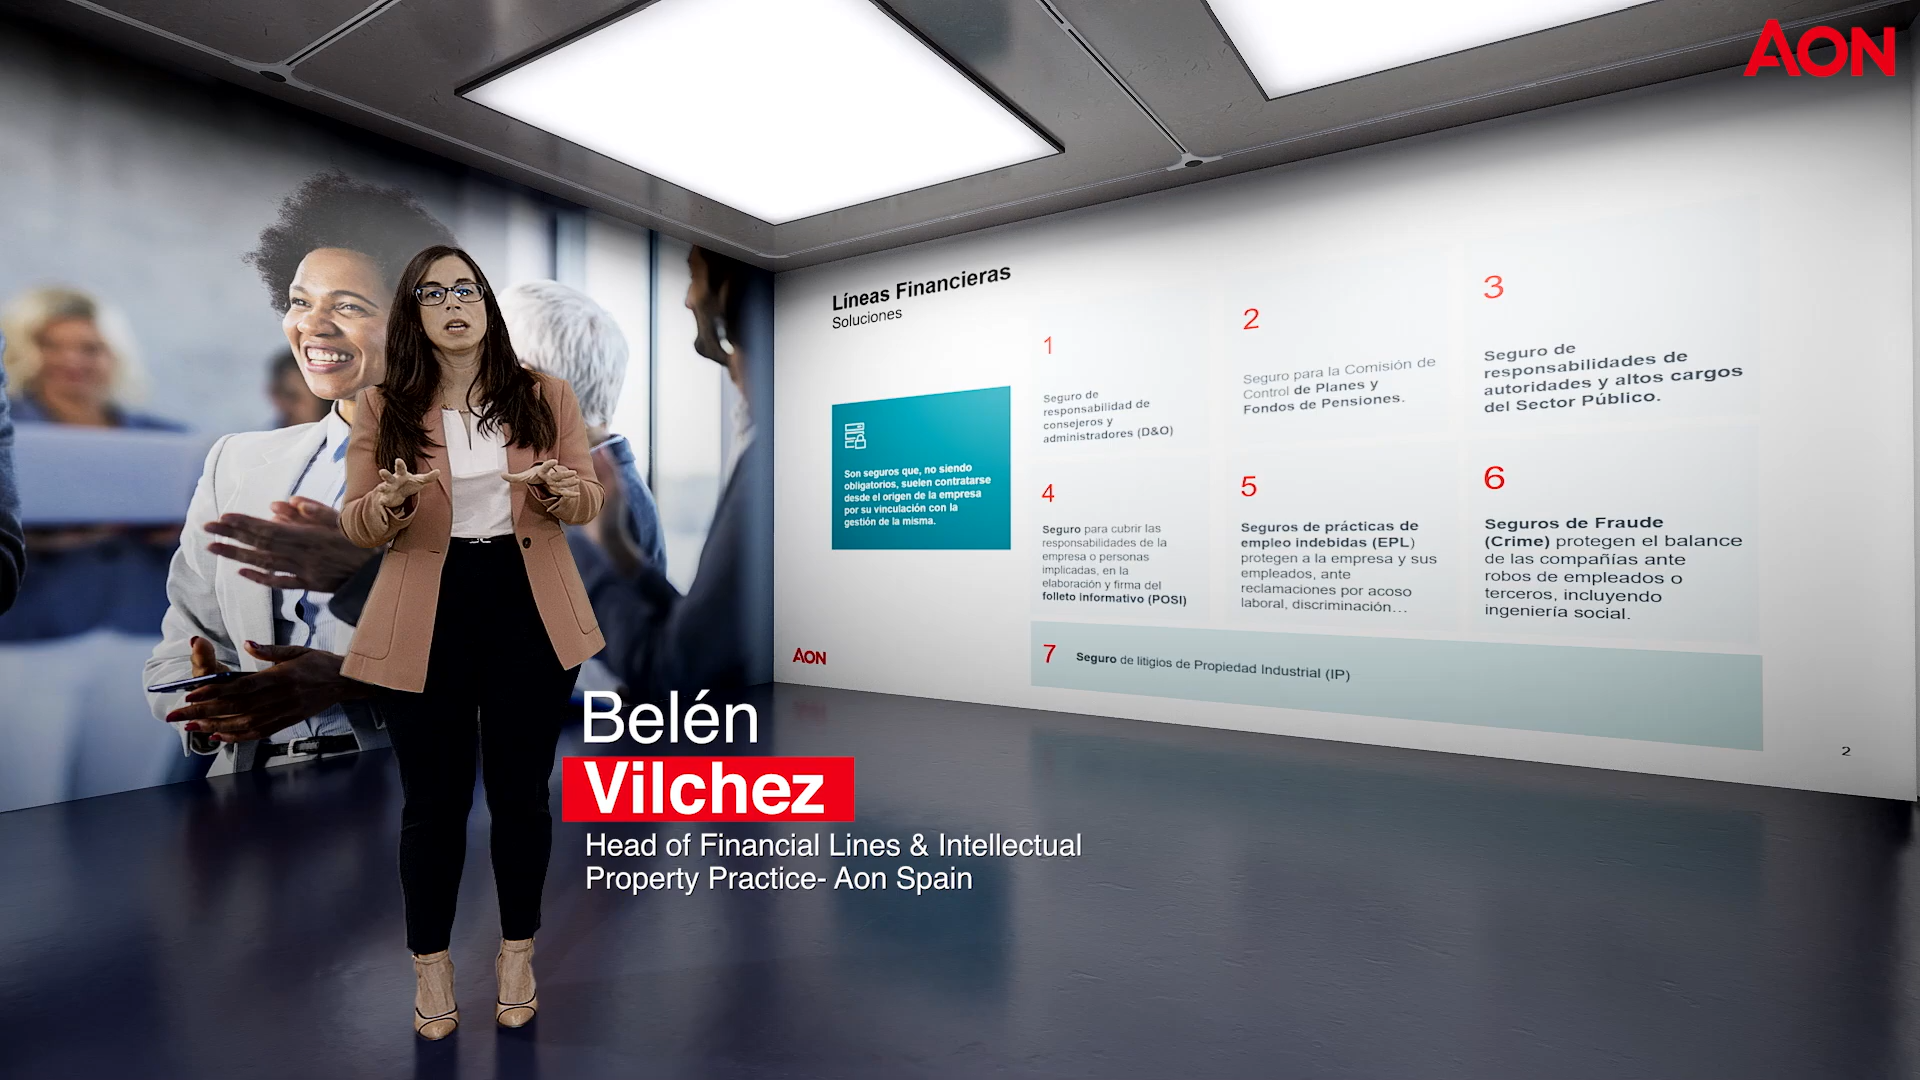 AON
Líneas Financieras
Soluciones
Son seguros que, no siendo
obligatorios, suelen contratarse
desde el origen de la empresa
por su vinculación con la
gestión de la misma.
1
Seguro de
responsabilidad de
consejeros y
administradores (D&O)
2
Seguro para la Comisión de
Control de Planes y
Fondos de Pensiones.
3
Seguro de
responsabilidades de
autoridades y altos cargos
del Sector Público.
4
Seguro para cubrir las
responsabilidades de la
empresa o personas
implicadas, en la
elaboración y firma del
folleto informativo (POSI)
5
Seguros de prácticas de
empleo indebidas (EPL)
protegen a la empresa y sus
empleados, ante
reclamaciones por acoso
laboral, discriminación…
6
Seguros de Fraude
(Crime) protegen el balance
de las compañías ante
robos de empleados o
terceros, incluyendo
ingeniería social.
7
Seguro de litigios de Propiedad Industrial (IP)
AON
2
Belén
Vilchez
Head of Financial Lines & Intellectual
Property Practice- Aon Spain